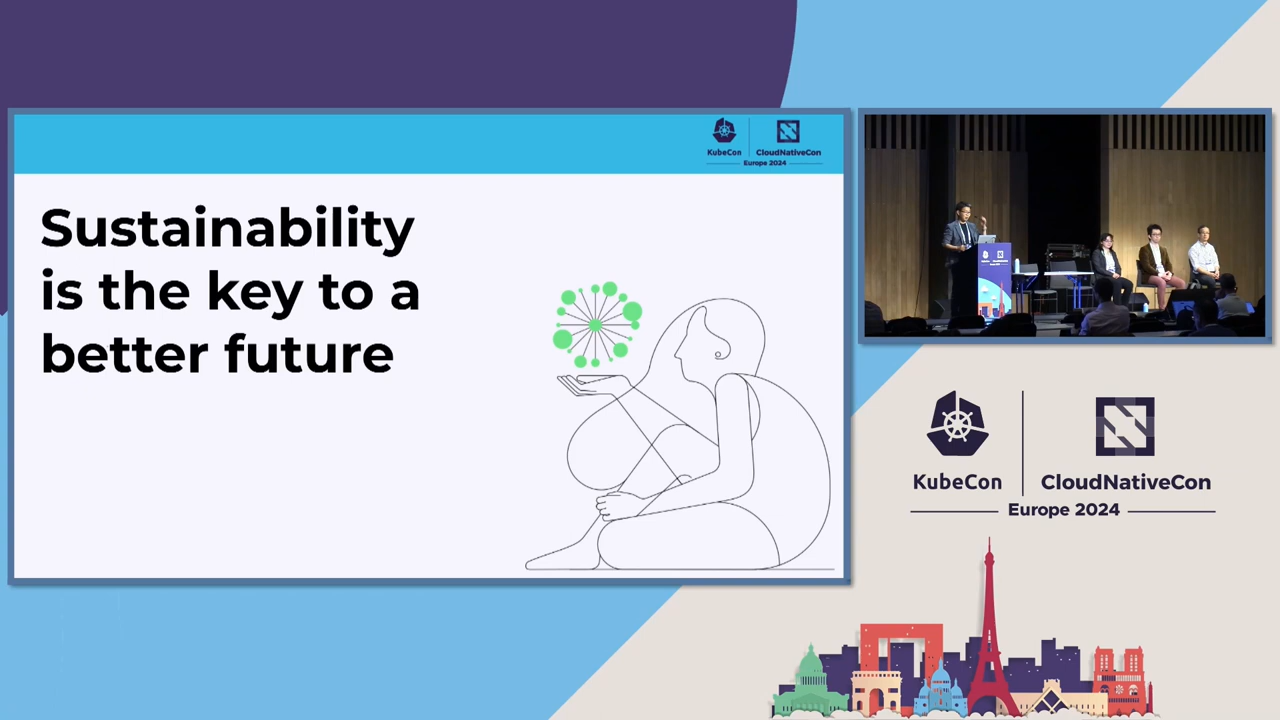 KubeCon
CloudNativeCon
Europe 2024
Sustainability
is the key to a
better future
KubeCon
CloudNativeCon
Europe 2024